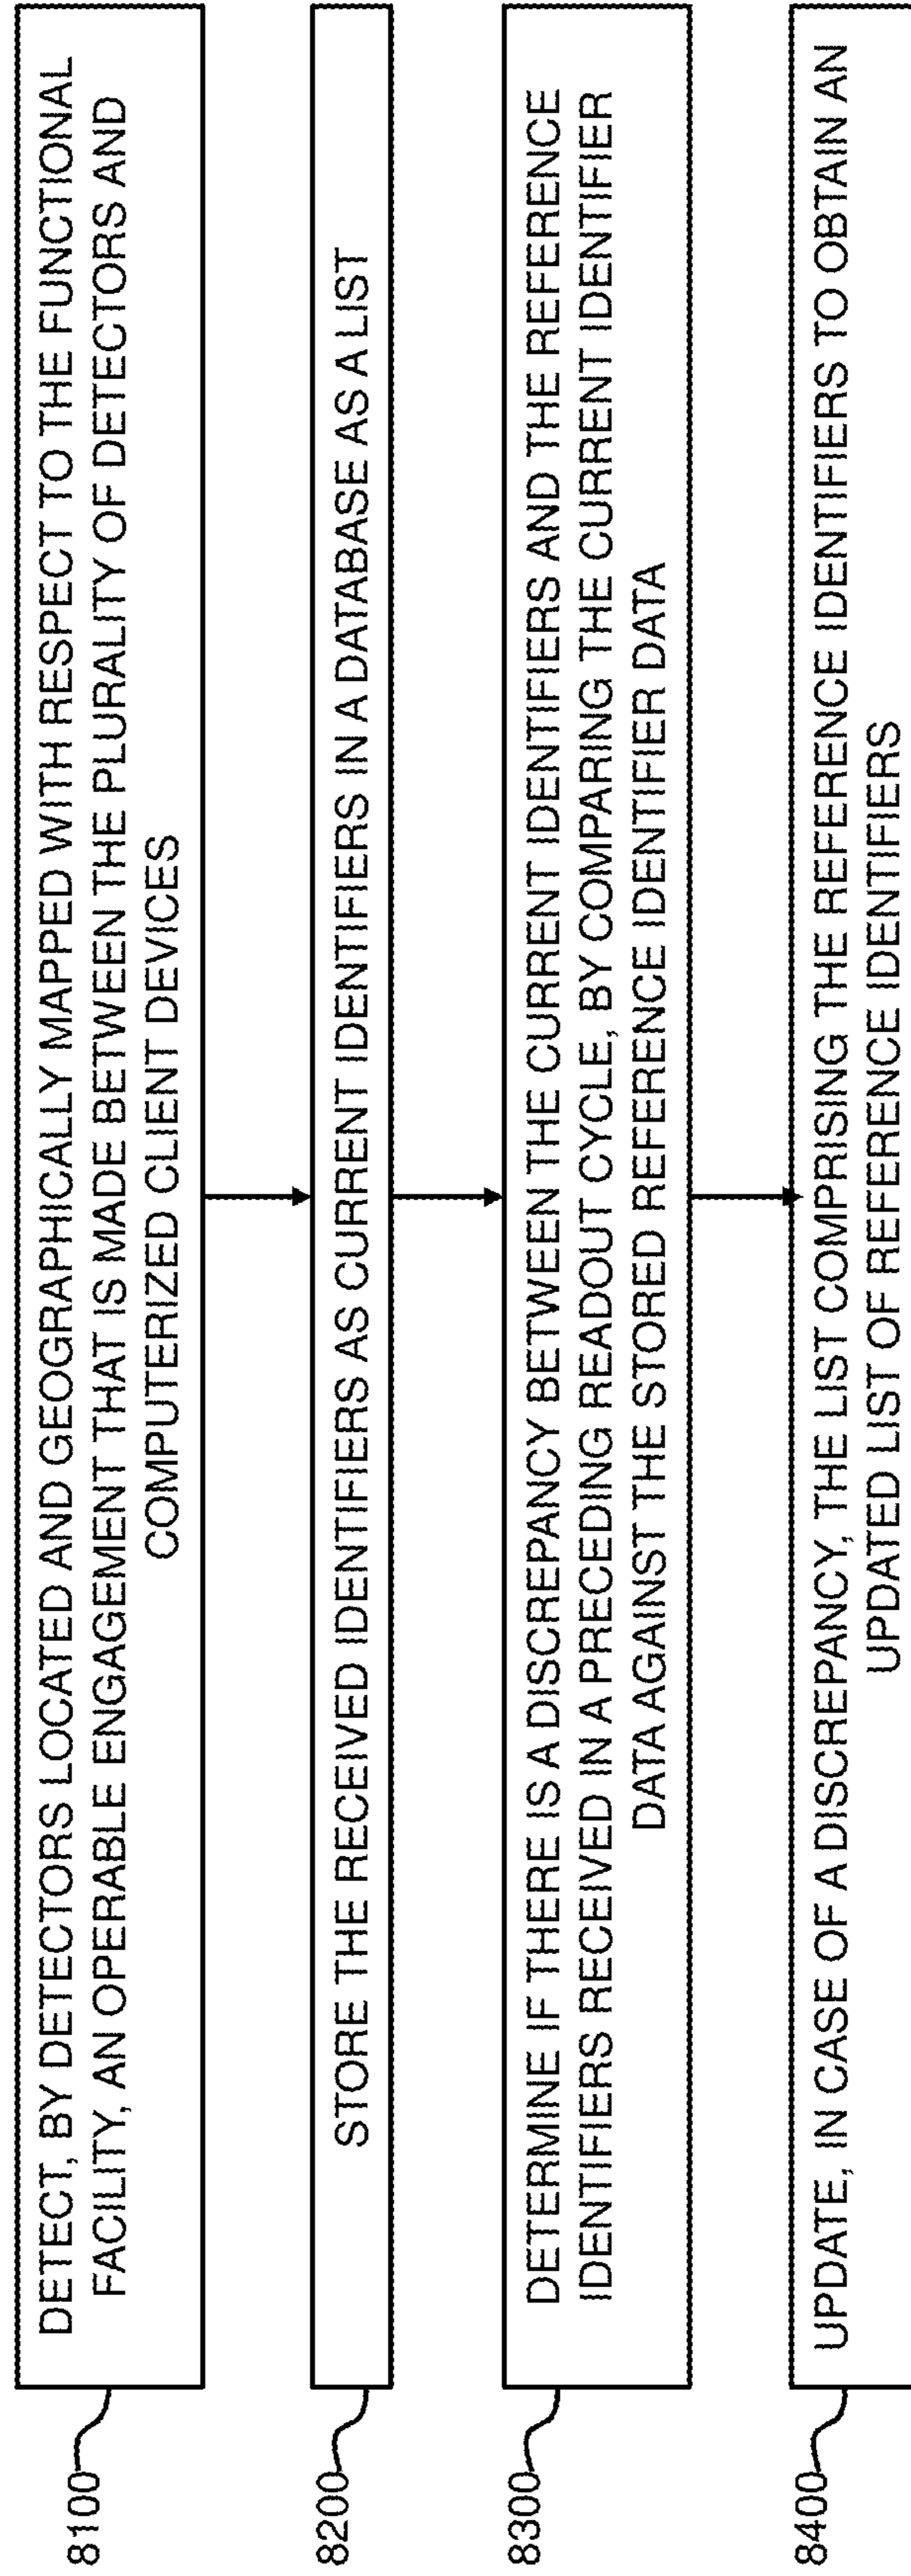 8100
DETECT, BY DETECTORS LOCATED AND GEOGRAPHICALLY MAPPED WITH RESPECT TO THE FUNCTIONAL
FACILITY, AN OPERABLE ENGAGEMENT THAT IS MADE BETWEEN THE PLURALITY OF DETECTORS AND
COMPUTERIZED CLIENT DEVICES
8200
STORE THE RECEIVED IDENTIFIERS AS CURRENT IDENTIFIERS IN A DATABASE AS A LIST
8300
DETERMINE IF THERE IS A DISCREPANCY BETWEEN THE CURRENT IDENTIFIERS AND THE REFERENCE
IDENTIFIERS RECEIVED IN A PRECEDING READOUT CYCLE, BY COMPARING THE CURRENT IDENTIFIER
DATA AGAINST THE STORED REFERENCE IDENTIFIER DATA
8400
UPDATE, IN CASE OF A DISCREPANCY, THE LIST COMPRISING THE REFERENCE IDENTIFIERS TO OBTAIN AN
UPDATED LIST OF REFERENCE IDENTIFIERS